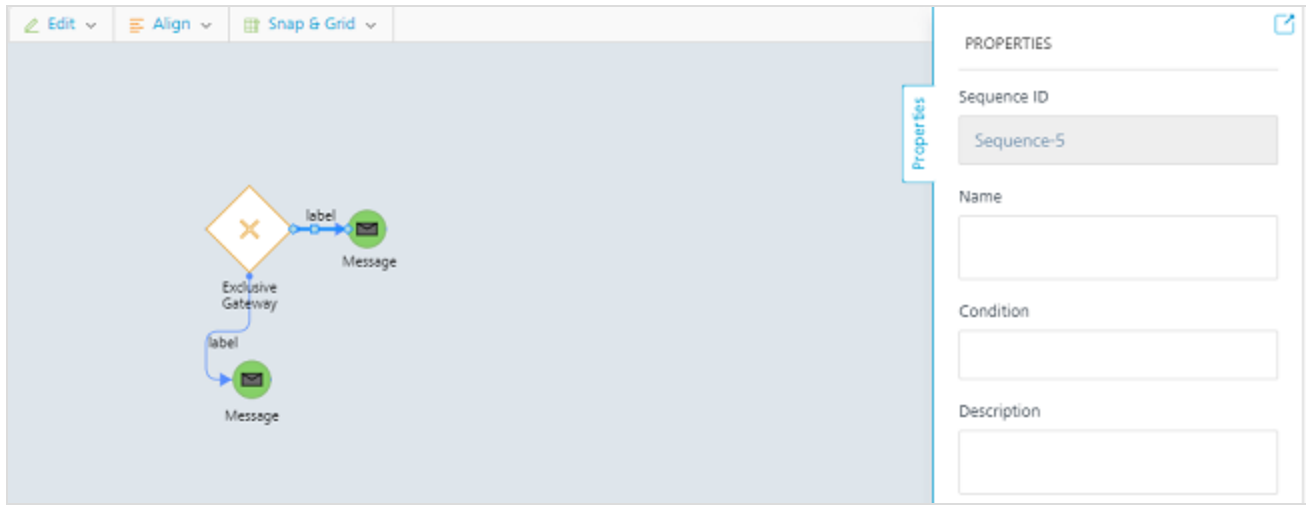 Edit
Align
Snap & Grid
PROPERTIES
Sequence ID
Sequence-5
Properties
Name
label
Message
Exclusive
Gateway
Condition
label
Message
Description